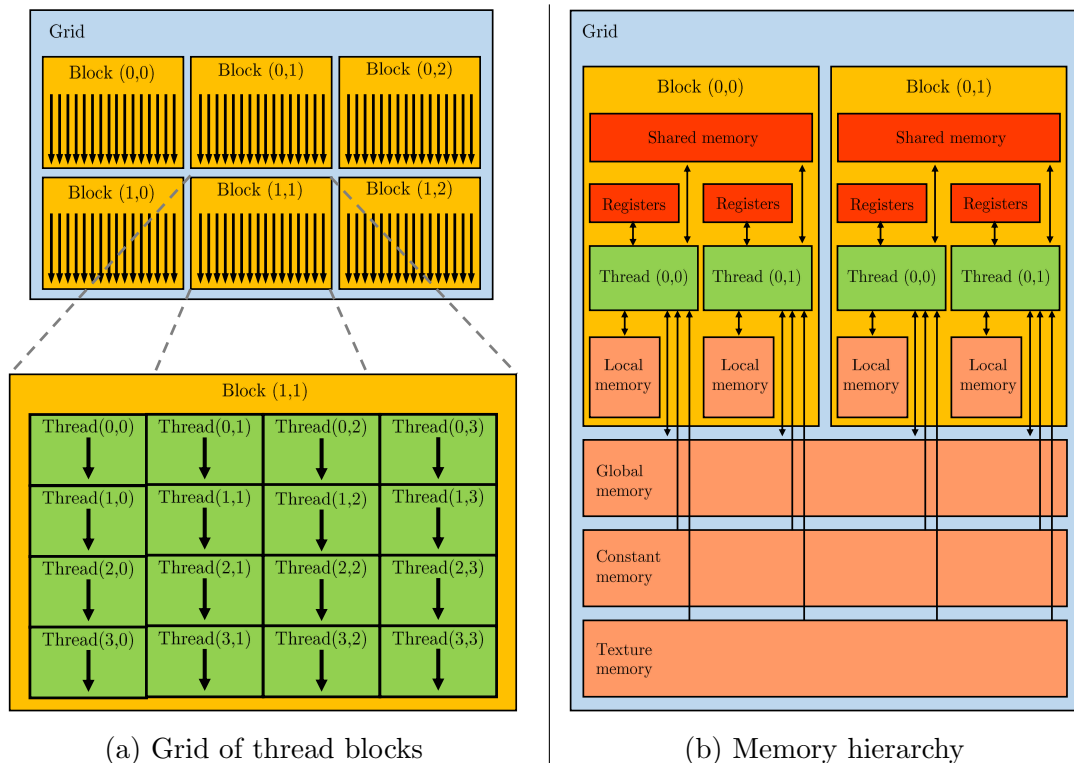 Grid
Block (0,0) Block (0,1) Block (0,2)
Block (1,0) Block (1,1) Block (1,2)
Block (1,1)
Thread(0,0) Thread(0,1) Thread(0,2) Thread(0,3)
Thread(1,0) Thread(1,1) Thread(1,2) Thread(1,3)
Thread(2,0) Thread(2,1) Thread(2,2) Thread(2,3)
Thread(3,0) Thread(3,1) Thread(3,2) Thread(3,3)
(a) Grid of thread blocks
Grid
Block (0,0) Block (0,1)
Shared memory Shared memory
Registers Registers Registers Registers
Thread (0,0) Thread (0,1) Thread (0,0) Thread (0,1)
Local Local Local Local
memory memory memory memory
Global
memory
Constant
memory
Texture
memory
(b) Memory hierarchy